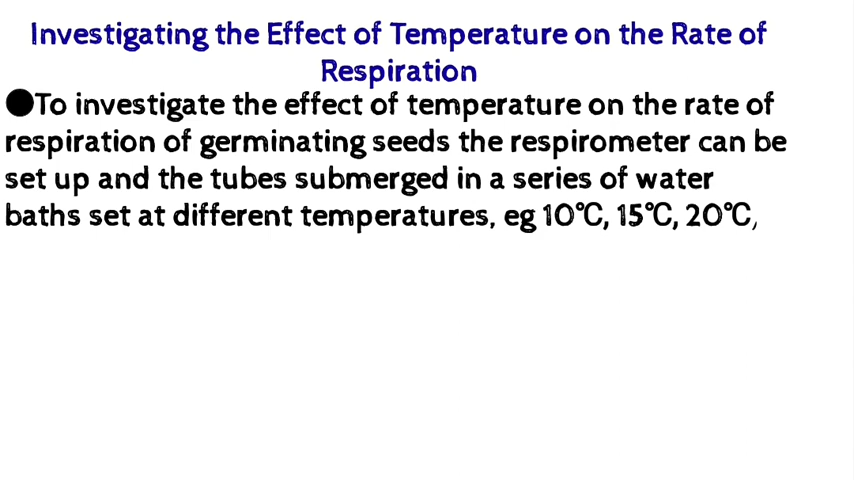 Investigating the Effect of Temperature on the Rate of
Respiration
●To investigate the effect of temperature on the rate of
respiration of germinating seeds the respirometer can be
set up and the tubes submerged in a series of water
baths set at different temperatures, eg 10°C, 15°C, 20°C,